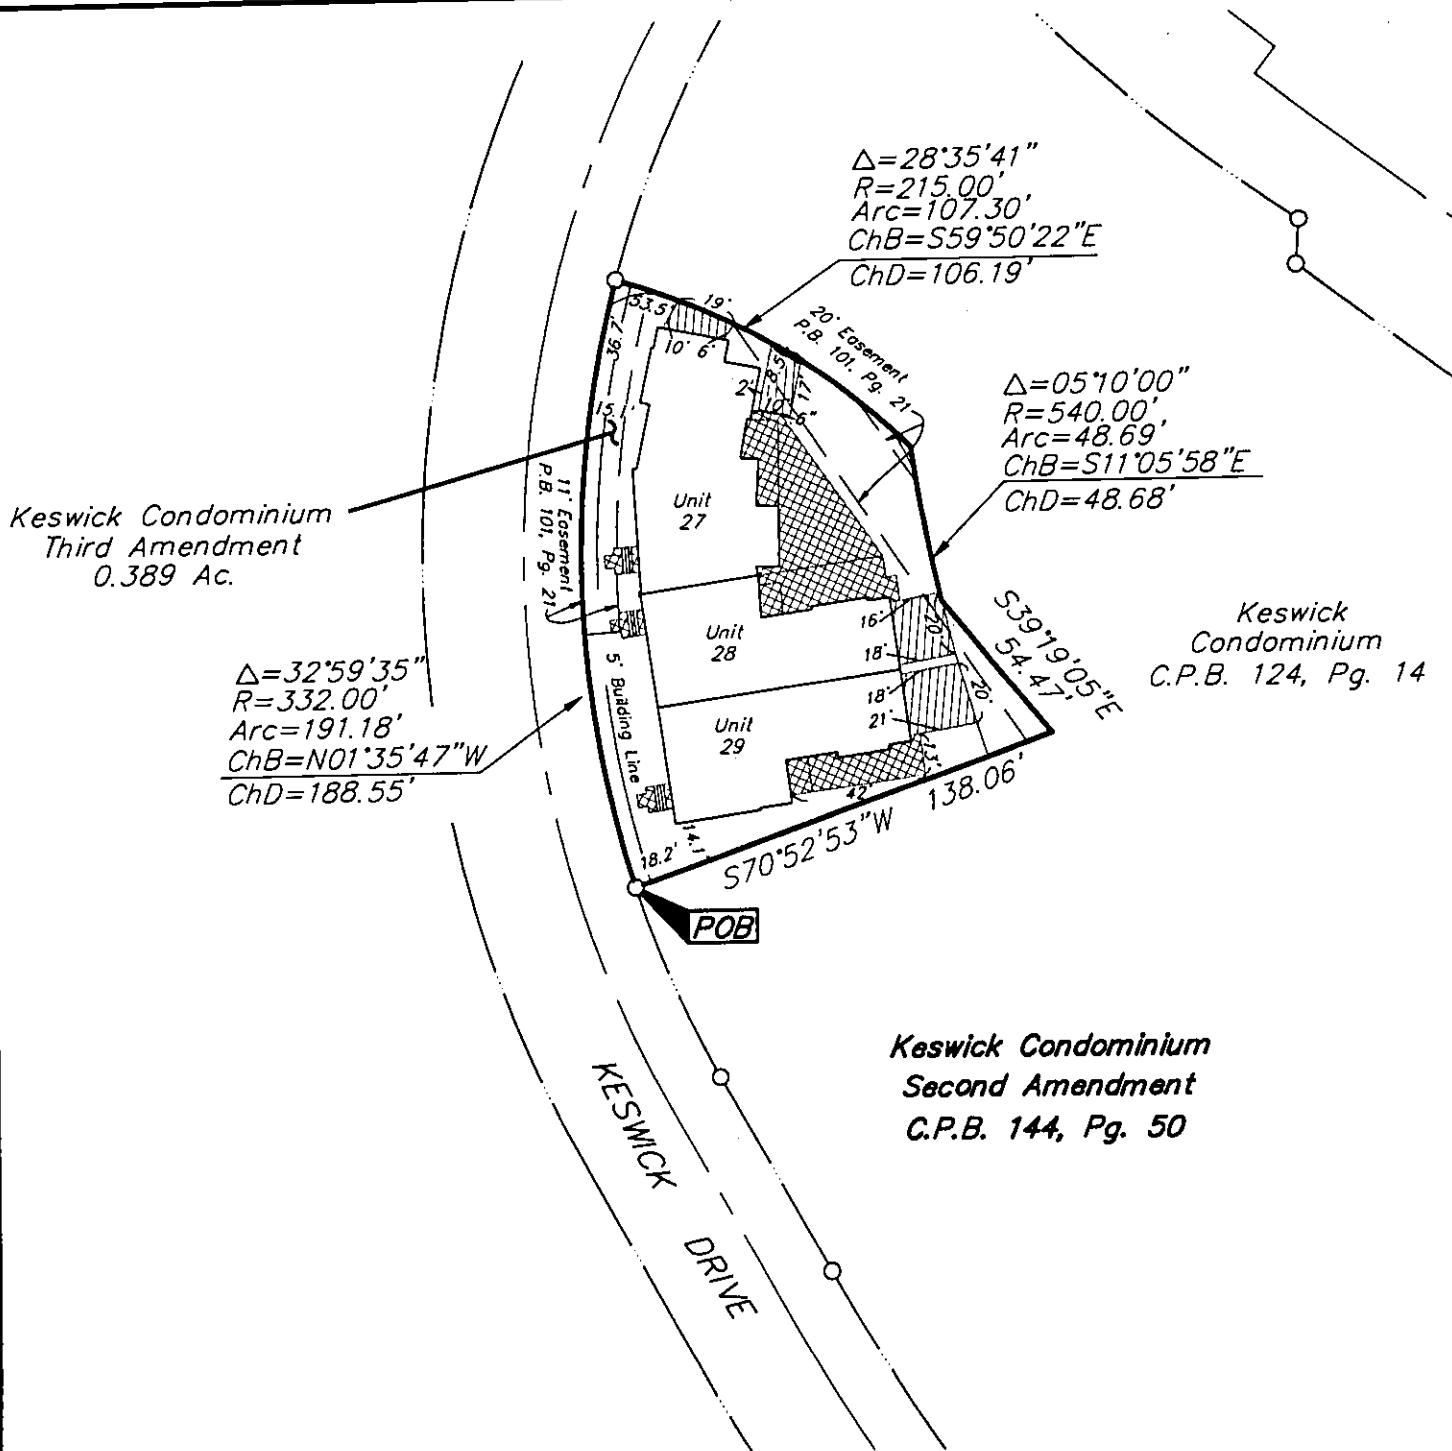 Δ=28°35'41"
R=215.00'
Arc=107.30'
ChB=S59°50'22"E
ChD=106.19'
53.5'
19'
10'
6'
36.7'
20' Easement
P.B. 101, Pg. 21
8.5'
17'
2'
10'
6"
15.1'
Δ=05°10'00"
R=540.00'
Arc=48.69'
ChB=S11°05'58"E
ChD=48.68'
Keswick Condominium
Third Amendment
0.389 Ac.
11' Easement
P.B. 101, Pg. 21
Unit
27
Unit
28
Unit
29
16'
20'
18'
18'
20'
21'
13'
42'
S39°19'05"E
54.47'
Keswick
Condominium
C.P.B. 124, Pg. 14
Δ=32°59'35"
R=332.00'
Arc=191.18'
ChB=N01°35'47"W
ChD=188.55'
5' Building Line
14.1'
18.2'
S70°52'53"W
138.06'
POB
Keswick Condominium
Second Amendment
C.P.B. 144, Pg. 50
KESWICK DRIVE